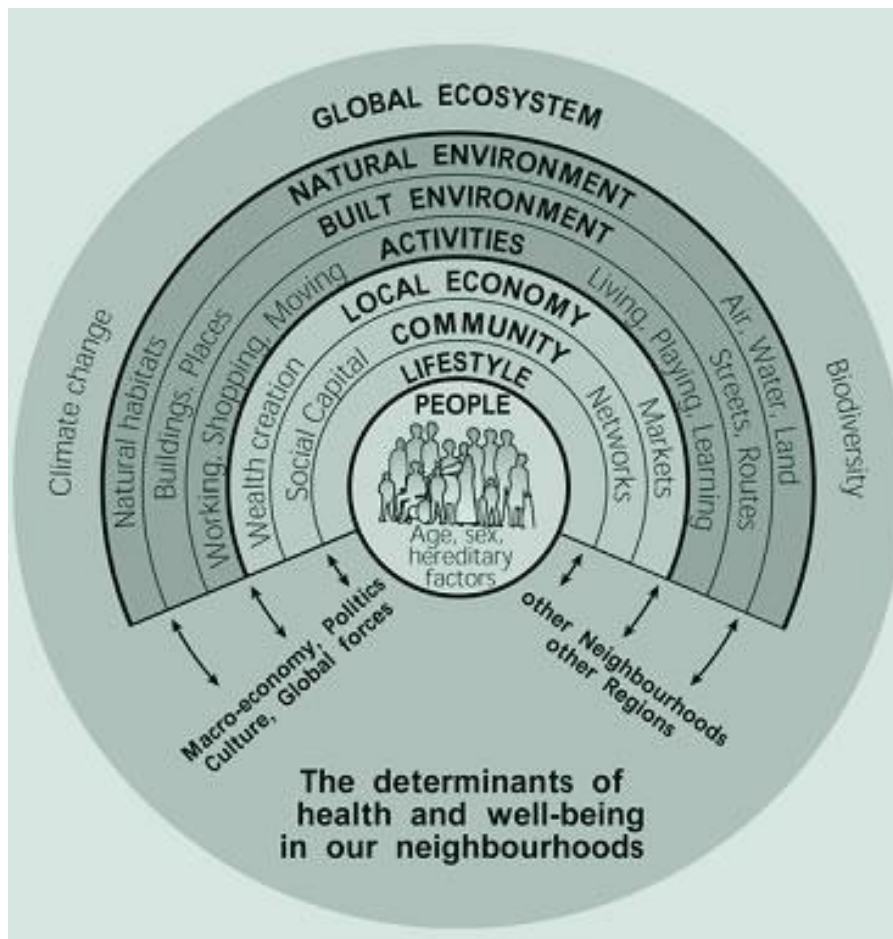 GLOBAL ECOSYSTEM
NATURAL ENVIRONMENT
BUILT ENVIRONMENT
ACTIVITIES
LOCAL ECONOMY
COMMUNITY
LIFESTYLE
PEOPLE
Age, sex,
hereditary
factors
Climate change
Natural habitats
Buildings, Places
Working, Shopping, Moving
Wealth creation
Social Capital
Networks
Markets
Living, Playing, Learning
Streets, Routes
Air, Water, Land
Biodiversity
Macro-economy, Politics
Culture, Global forces
other Neighbourhoods
other Regions
The determinants of
health and well-being
in our neighbourhoods